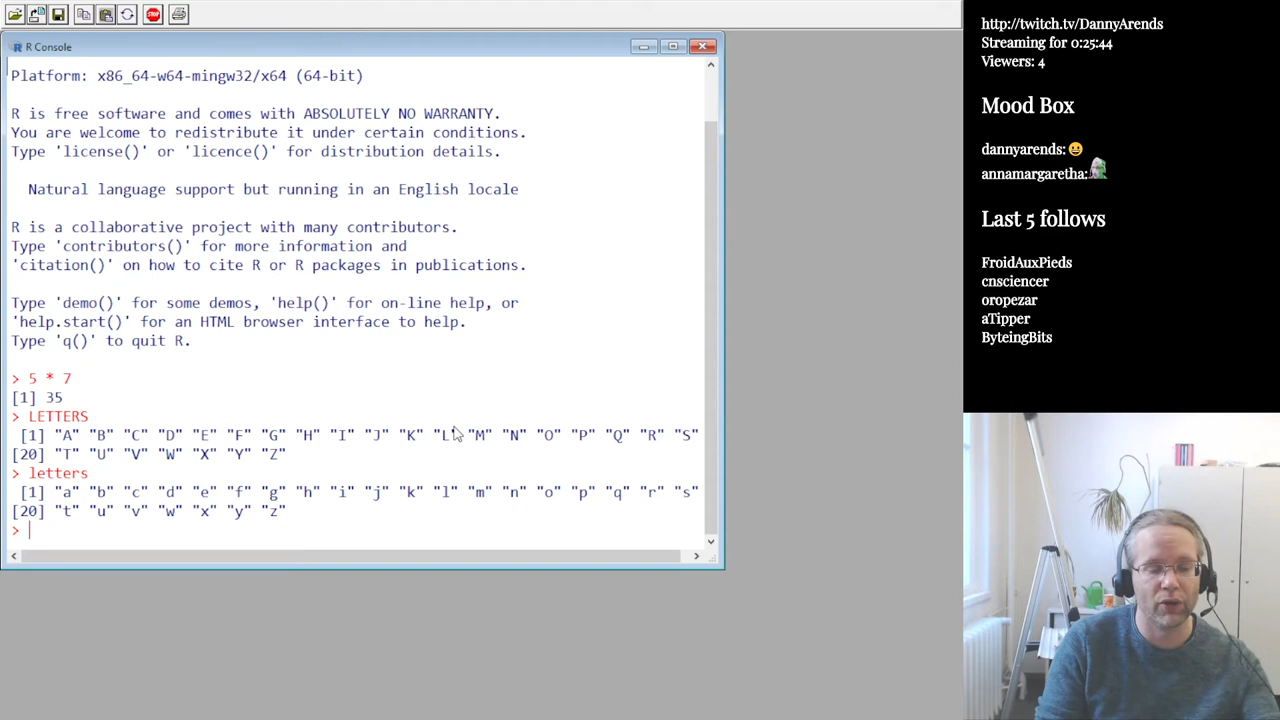 R Console
Platform: x86_64-w64-mingw32/x64 (64-bit)
R is free software and comes with ABSOLUTELY NO WARRANTY.
You are welcome to redistribute it under certain conditions.
Type 'license()' or 'licence()' for distribution details.
Natural language support but running in an English locale
R is a collaborative project with many contributors.
Type 'contributors()' for more information and
'citation()' on how to cite R or R packages in publications.
Type 'demo()' for some demos, 'help()' for on-line help, or
'help.start()' for an HTML browser interface to help.
Type 'q()' to quit R.
> 5 * 7
[1] 35
> LETTERS
[1] "A" "B" "C" "D" "E" "F" "G" "H" "I" "J" "K" "L" "M" "N" "O" "P" "Q" "R" "S"
[20] "T" "U" "V" "W" "X" "Y" "Z"
> letters
[1] "a" "b" "c" "d" "e" "f" "g" "h" "i" "j" "k" "l" "m" "n" "o" "p" "q" "r" "s"
[20] "t" "u" "v" "w" "x" "y" "z"
>
STOP
http://twitch.tv/DannyArends
Streaming for 0:25:44
Viewers: 4
Mood Box
dannyarends:
annamargaretha:
Last 5 follows
FroidAuxPieds
cnsciencer
oropezar
aTipper
ByteingBits